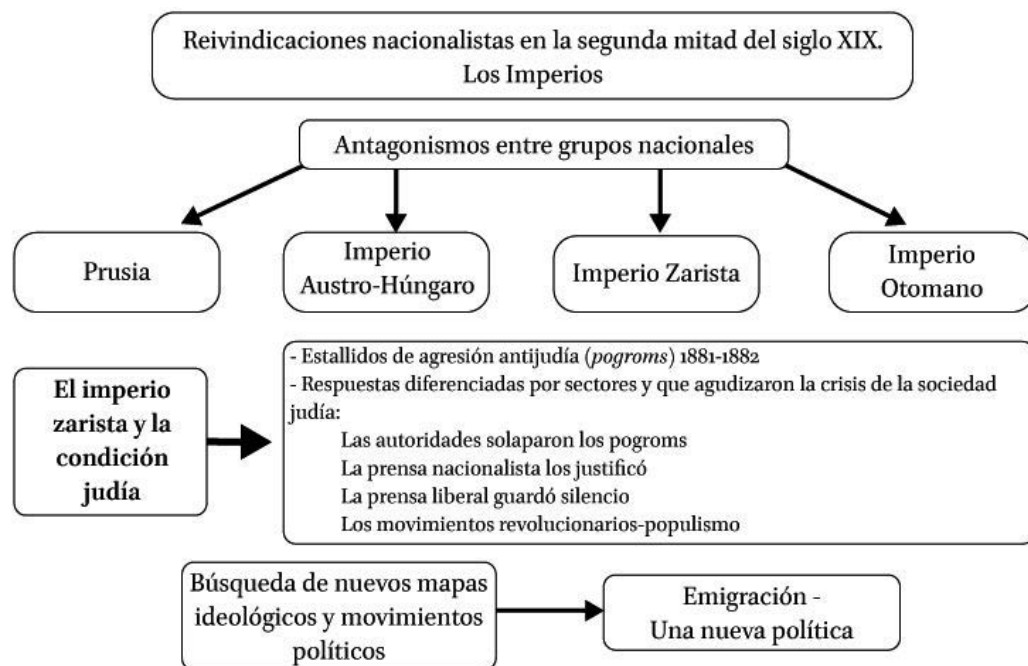 Reivindicaciones nacionalistas en la segunda mitad del siglo XIX.
Los Imperios
Antagonismos entre grupos nacionales
Prusia
Imperio
Austro-Húngaro
Imperio Zarista
Imperio
Otomano
El imperio
zarista y la
condición
judía
- Estallidos de agresión antijudía (pogroms) 1881-1882
- Respuestas diferenciadas por sectores y que agudizaron la crisis de la sociedad
judía:
Las autoridades solaparon los pogroms
La prensa nacionalista los justificó
La prensa liberal guardó silencio
Los movimientos revolucionarios-populismo
Búsqueda de nuevos mapas
ideológicos y movimientos
políticos
Emigración -
Una nueva política